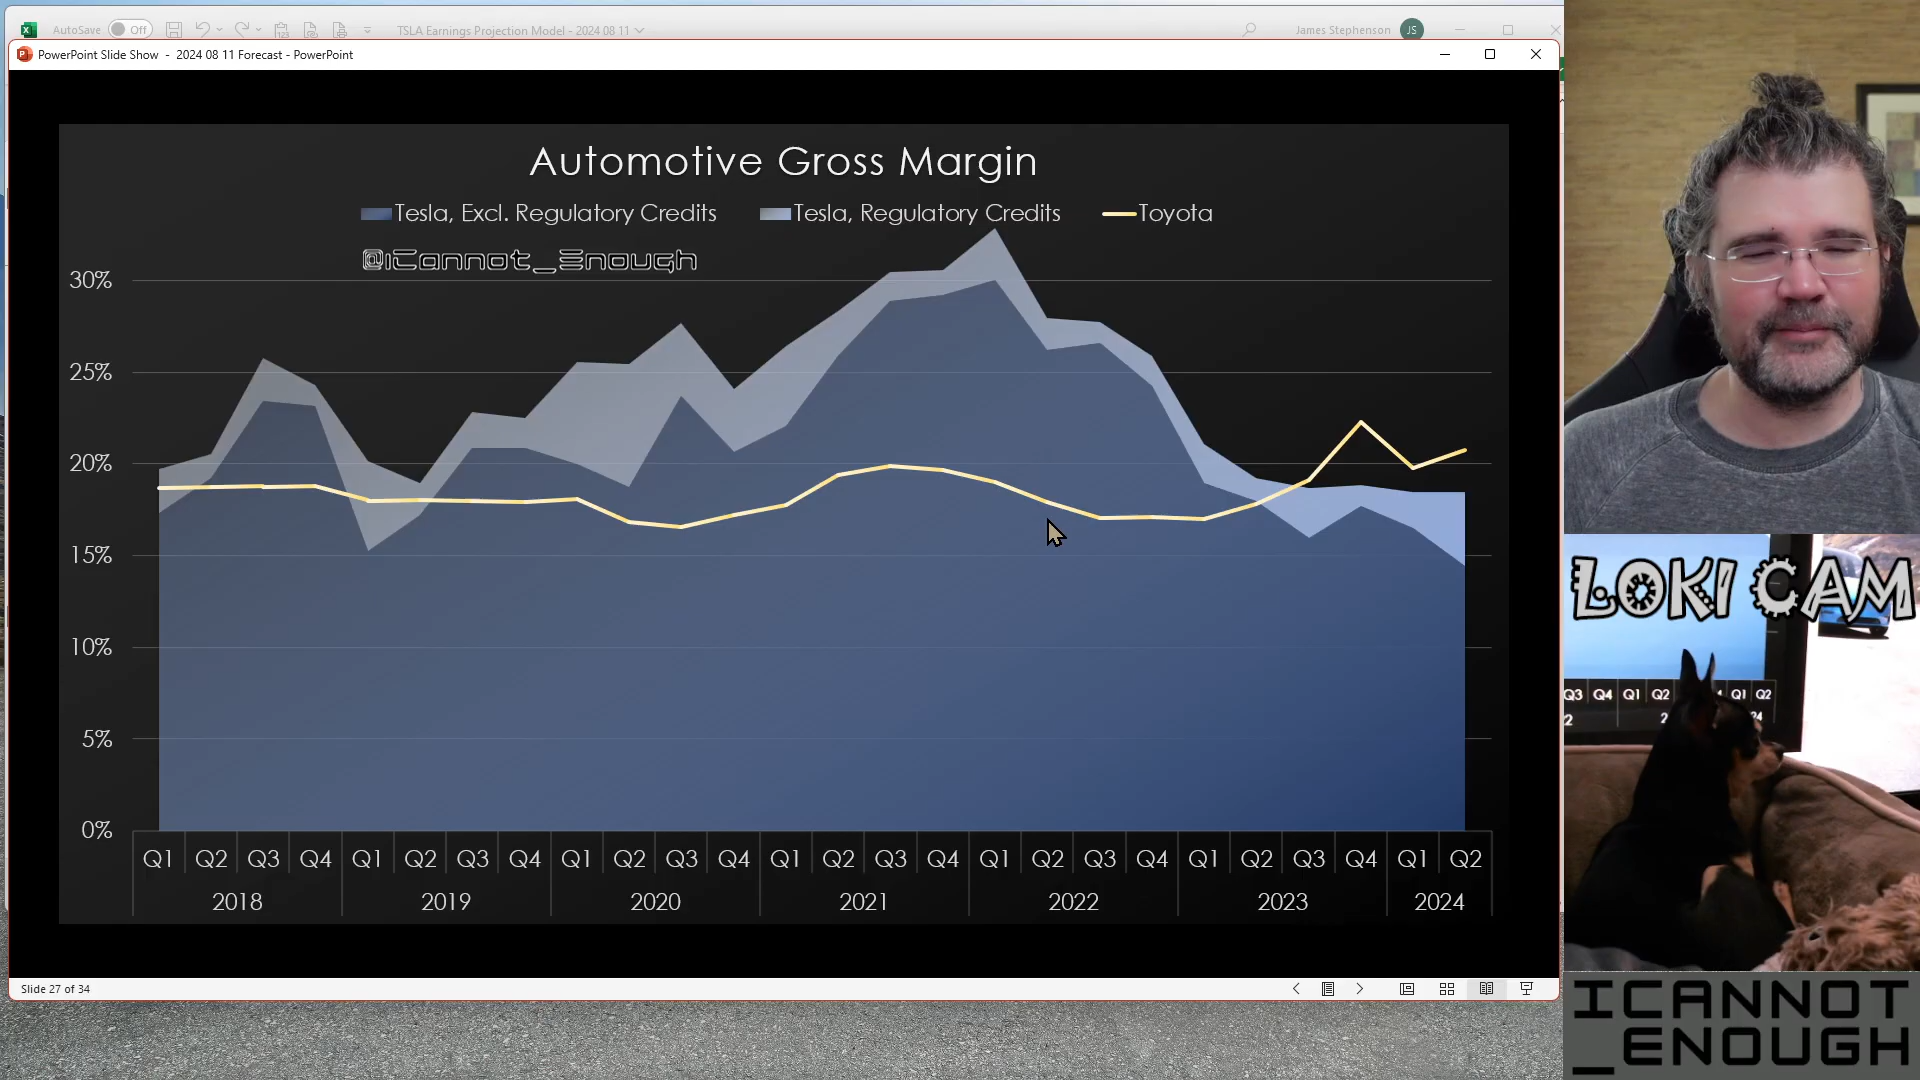 AutoSave Off TSLA Earnings Projection Model - 2024 08 11 James Stephenson JS
PowerPoint Slide Show - 2024 08 11 Forecast - PowerPoint
Automotive Gross Margin
Tesla, Excl. Regulatory Credits Tesla, Regulatory Credits Toyota
@iCannot_Enough
30%
25%
20%
15%
10%
5%
0%
Q1 Q2 Q3 Q4 Q1 Q2 Q3 Q4 Q1 Q2 Q3 Q4 Q1 Q2 Q3 Q4 Q1 Q2 Q3 Q4 Q1 Q2 Q3 Q4 Q1 Q2
2018 2019 2020 2021 2022 2023 2024
Slide 27 of 34
LOKI CAM
Q3 Q4 Q1 Q2 Q1 Q2
ICANNOT
_ENOUGH